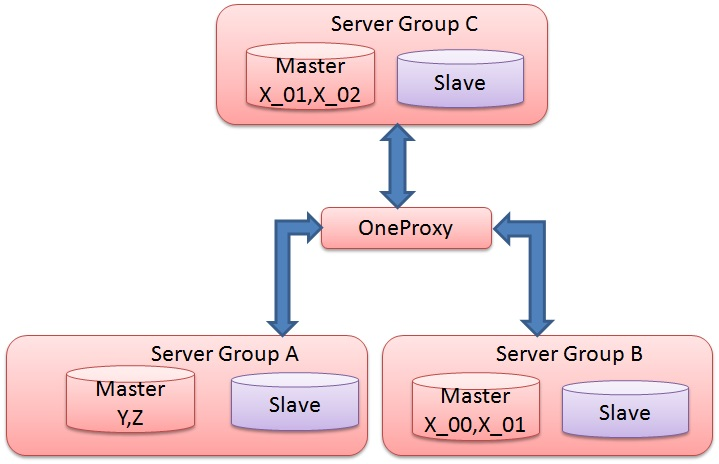 Server Group C
Master
X_01,X_02
Slave
OneProxy
Server Group A
Master
Y,Z
Slave
Server Group B
Master
X_00,X_01
Slave